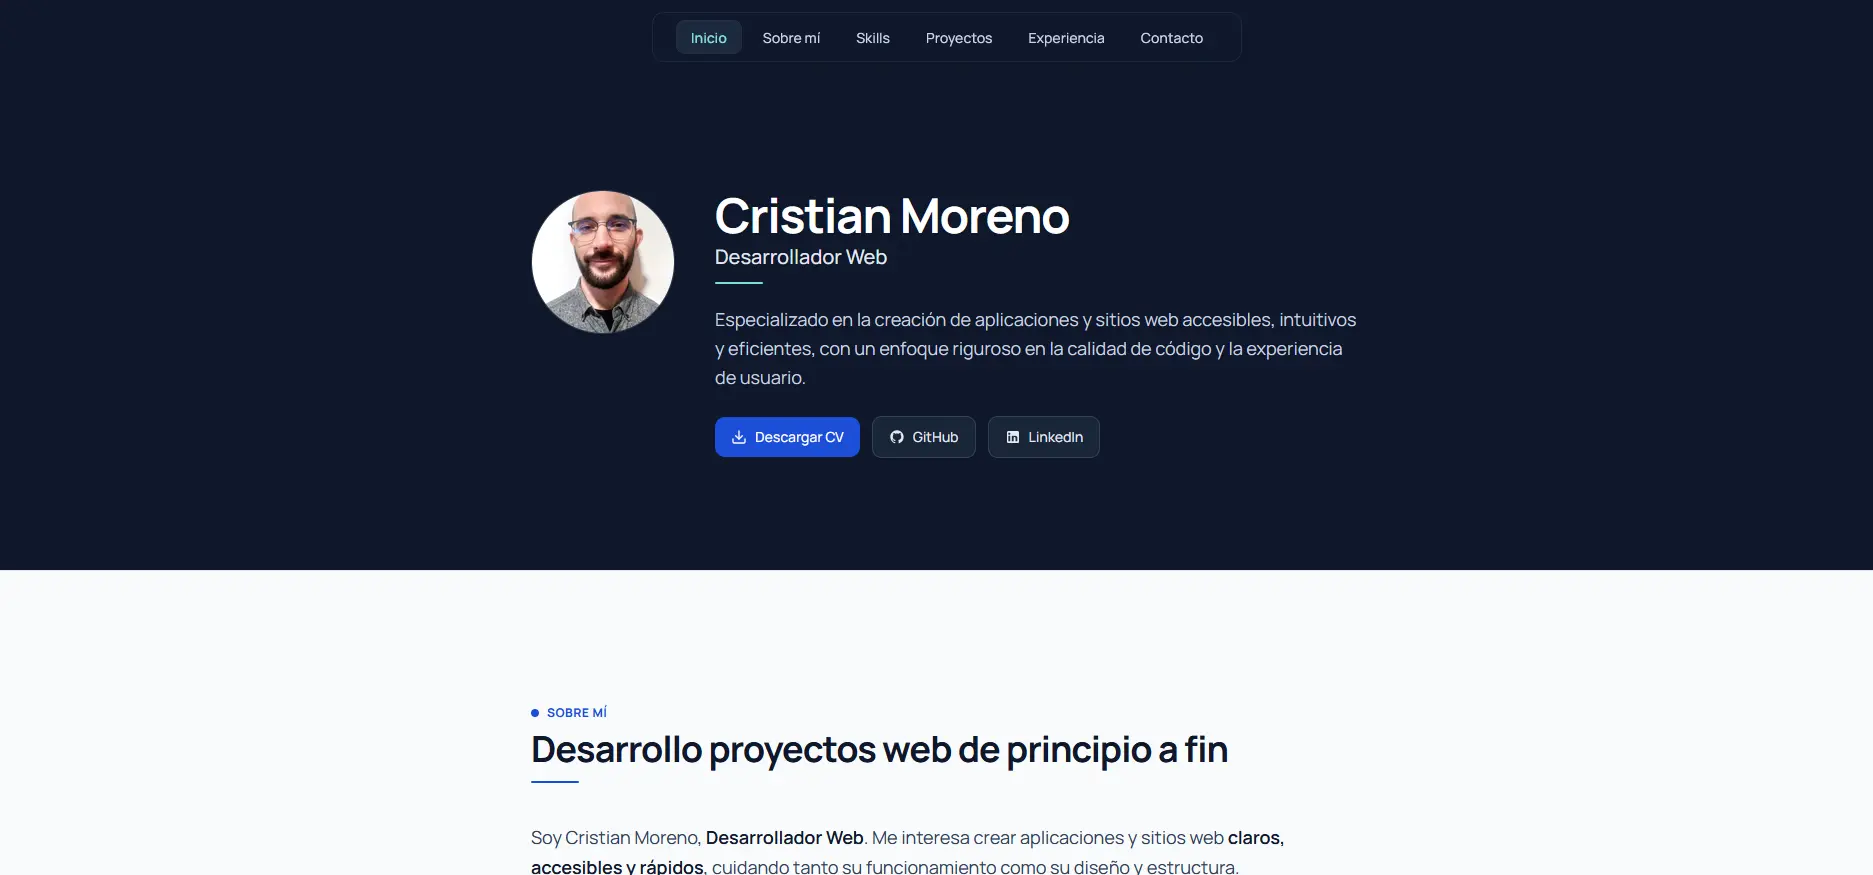 Inicio
Sobre mí
Skills
Proyectos
Experiencia
Contacto
Cristian Moreno
Desarrollador Web
Especializado en la creación de aplicaciones y sitios web accesibles, intuitivos
y eficientes, con un enfoque riguroso en la calidad de código y la experiencia
de usuario.
Descargar CV
GitHub
LinkedIn
SOBRE MÍ
Desarrollo proyectos web de principio a fin
Soy Cristian Moreno, Desarrollador Web. Me interesa crear aplicaciones y sitios web claros,
accesibles y rápidos, cuidando tanto su funcionamiento como su diseño y estructura.